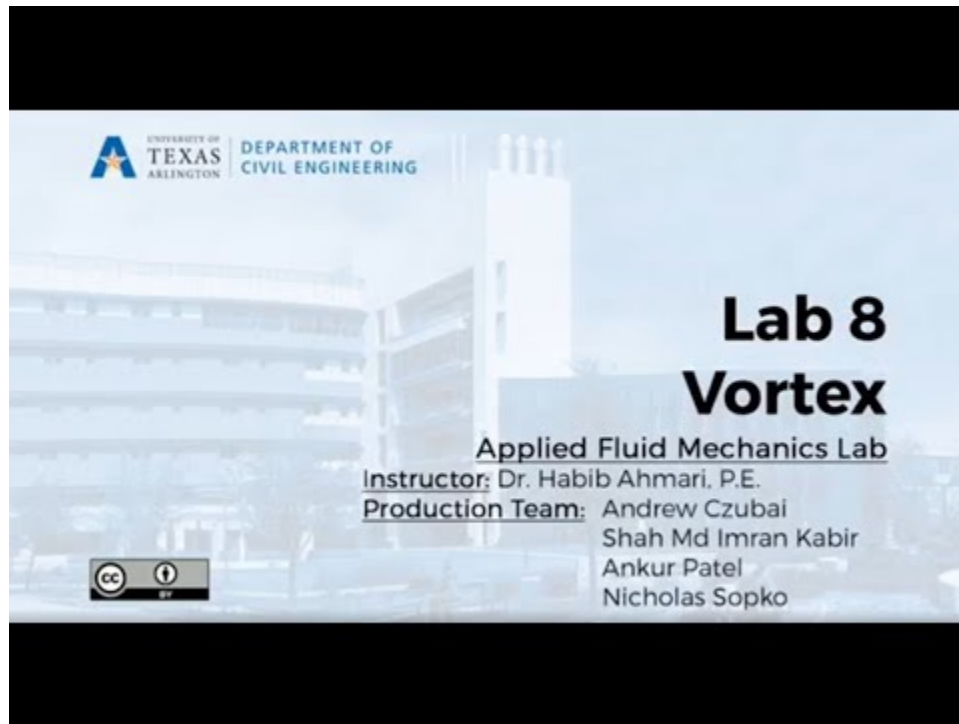 UNIVERSITY OF
TEXAS
ARLINGTON
DEPARTMENT OF
CIVIL ENGINEERING
Lab 8
Vortex
Applied Fluid Mechanics Lab
Instructor: Dr. Habib Ahmari, P.E.
Production Team: Andrew Czubai
Shah Md Imran Kabir
Ankur Patel
Nicholas Sopko
cc
BY